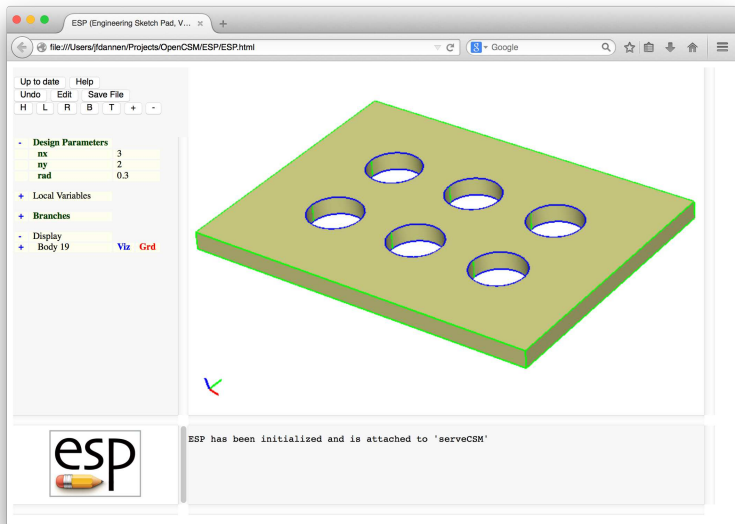 ESP (Engineering Sketch Pad, V...
file:///Users/jfdannen/Projects/OpenCSM/ESP/ESP.html
Google
Up to date Help
Undo Edit Save File
H L R B T + -
- Design Parameters
nx 3
ny 2
rad 0.3
+ Local Variables
+ Branches
- Display
+ Body 19 Viz Grd
ESP has been initialized and is attached to 'serveCSM'
esp